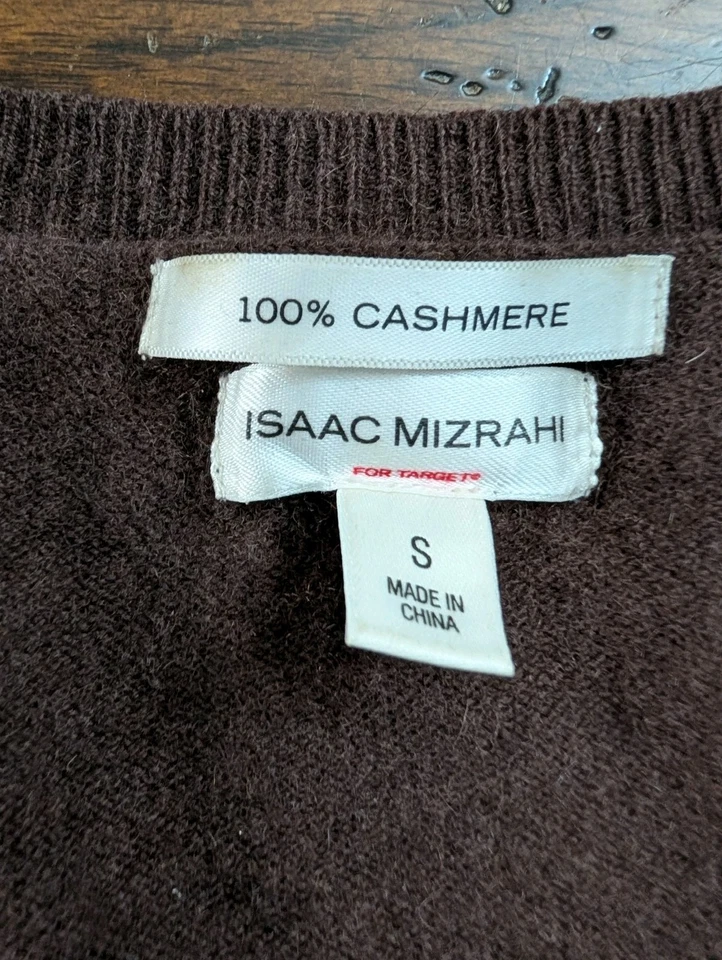 100% CASHMERE
ISAAC MIZRAHI
FOR TARGET®
S
MADE IN
CHINA